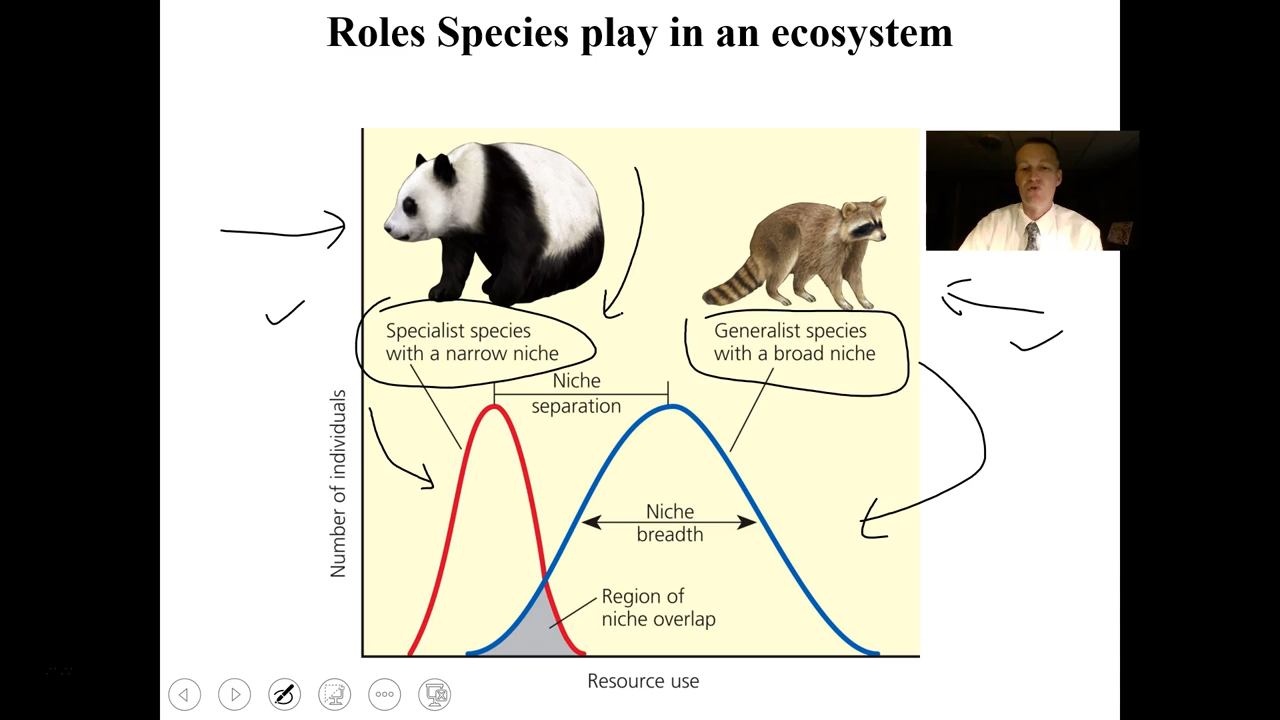 Roles Species play in an ecosystem
Specialist species
with a narrow niche
Generalist species
with a broad niche
Niche
separation
Number of individuals
Niche
breadth
Region of
niche overlap
Resource use